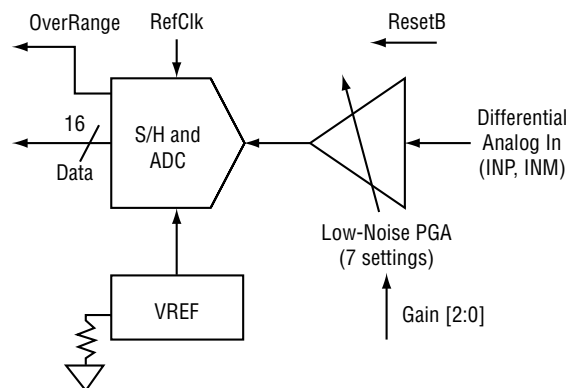 OverRange
RefClk
ResetB
16
Data
S/H and
ADC
Differential
Analog In
(INP, INM)
Low-Noise PGA
(7 settings)
VREF
Gain [2:0]